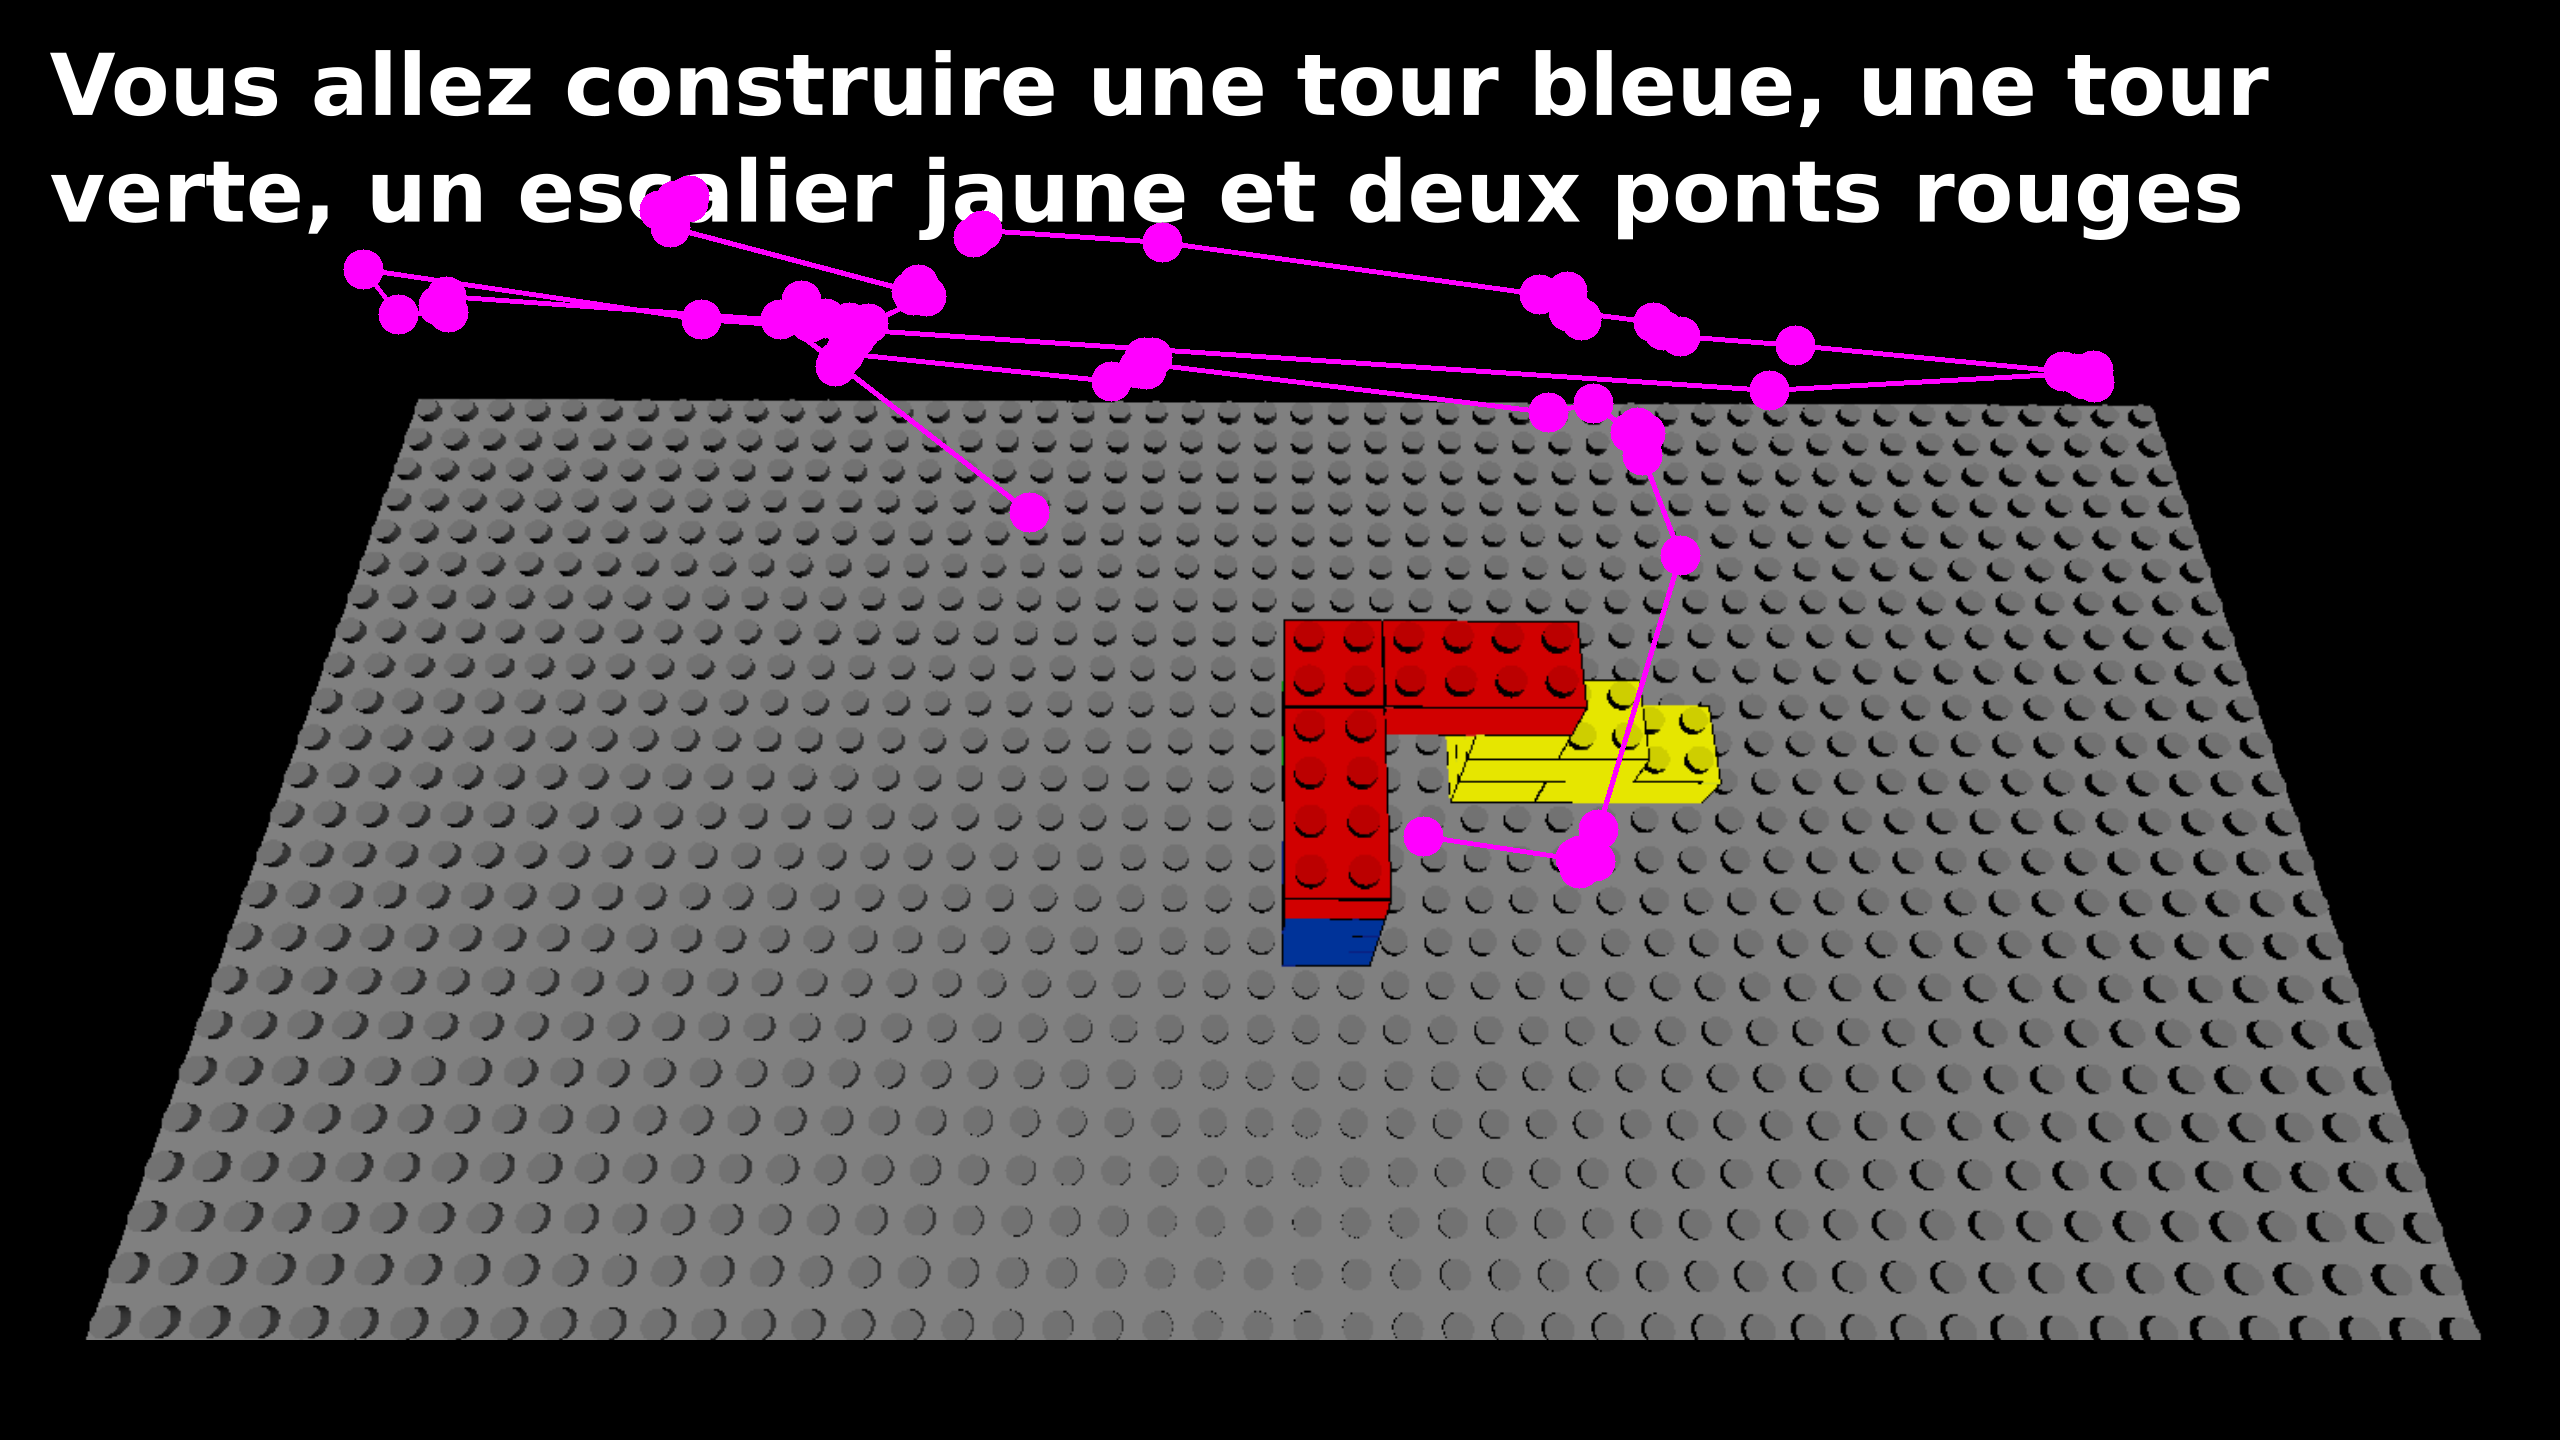 Vous allez construire une tour bleue, une tour
verte, un escalier jaune et deux ponts rouges